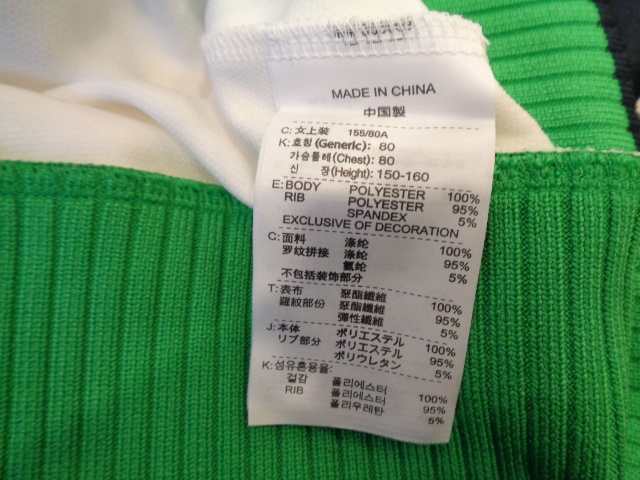 MADE IN CHINA
中国製
C: 女上装 155/80A
K: 호칭 (Generic): 80
가슴둘레 (Chest): 80
신 장 (Height): 150-160
E: BODY POLYESTER 100%
RIB POLYESTER 95%
SPANDEX 5%
EXCLUSIVE OF DECORATION
C: 面料 涤纶 100%
罗纹拼接 涤纶 95%
氨纶 5%
不包括装饰部分
T: 表布 聚酯纖維 100%
羅紋部份 聚酯纖維 95%
彈性纖維 5%
J: 本体 ポリエステル 100%
リブ部分 ポリエステル 95%
ポリウレタン 5%
K: 섬유혼용율:
겉감 폴리에스터 100%
RIB 폴리에스터 95%
폴리우레탄 5%